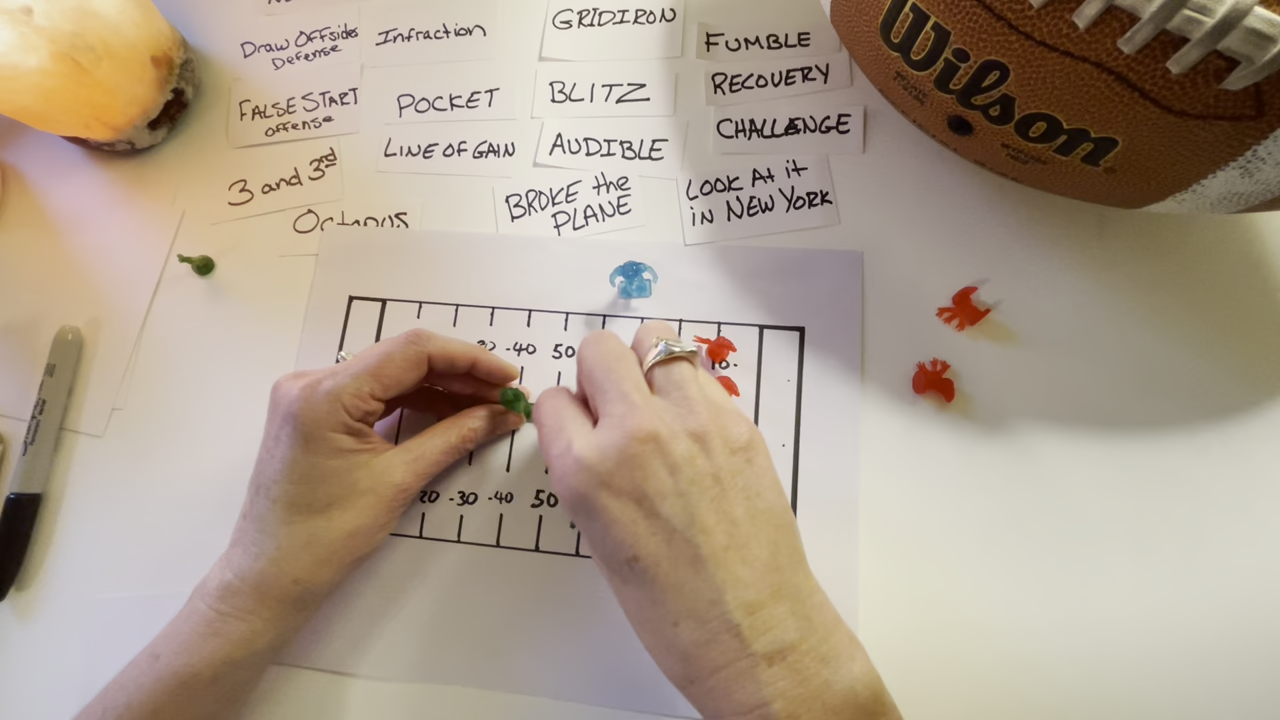 Draw Offsides
Defense
Infraction
GRIDIRON
FUMBLE
FALSE START
offense
POCKET
BLITZ
RECOVERY
LINE OF GAIN
AUDIBLE
CHALLENGE
3 and 3rd
BROKE the
PLANE
LOOK At it
in NEW YORK
Octopus
Wilson
-40 50
10-
20 -30 -40 50